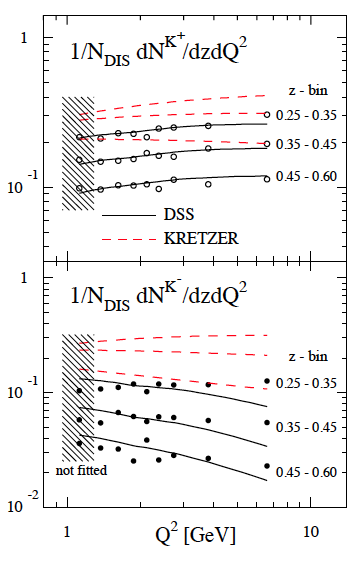 1
1/N_DIS dN^K+/dzdQ^2
z - bin
0.25 - 0.35
0.35 - 0.45
10^-1
0.45 - 0.60
DSS
KRETZER
1
1/N_DIS dN^K-/dzdQ^2
z - bin
0.25 - 0.35
10^-1
0.35 - 0.45
0.45 - 0.60
not fitted
10^-2
1
10
Q^2 [GeV]